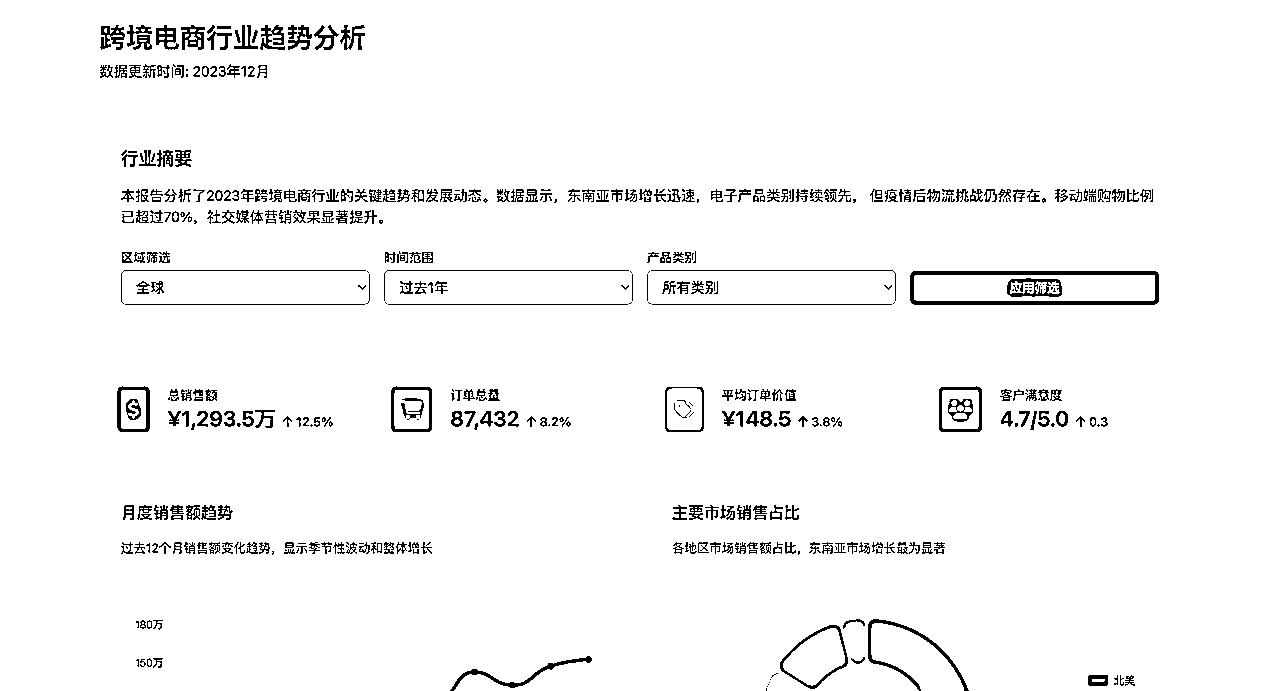 跨境电商行业趋势分析
数据更新时间: 2023年12月
行业摘要
本报告分析了2023年跨境电商行业的关键趋势和发展动态。数据显示，东南亚市场增长迅速，电子产品类别持续领先， 但疫情后物流挑战仍然存在。移动端购物比例
已超过70%，社交媒体营销效果显著提升。
区域筛选 时间范围 产品类别
全球 过去1年 所有类别 应用筛选
总销售额 订单总量 平均订单价值 客户满意度
¥1,293.5万 ↑ 12.5% 87,432 ↑ 8.2% ¥148.5 ↑ 3.8% 4.7/5.0 ↑ 0.3
月度销售额趋势 主要市场销售占比
过去12个月销售额变化趋势，显示季节性波动和整体增长 各地区市场销售额占比，东南亚市场增长最为显著
180万
150万
北美